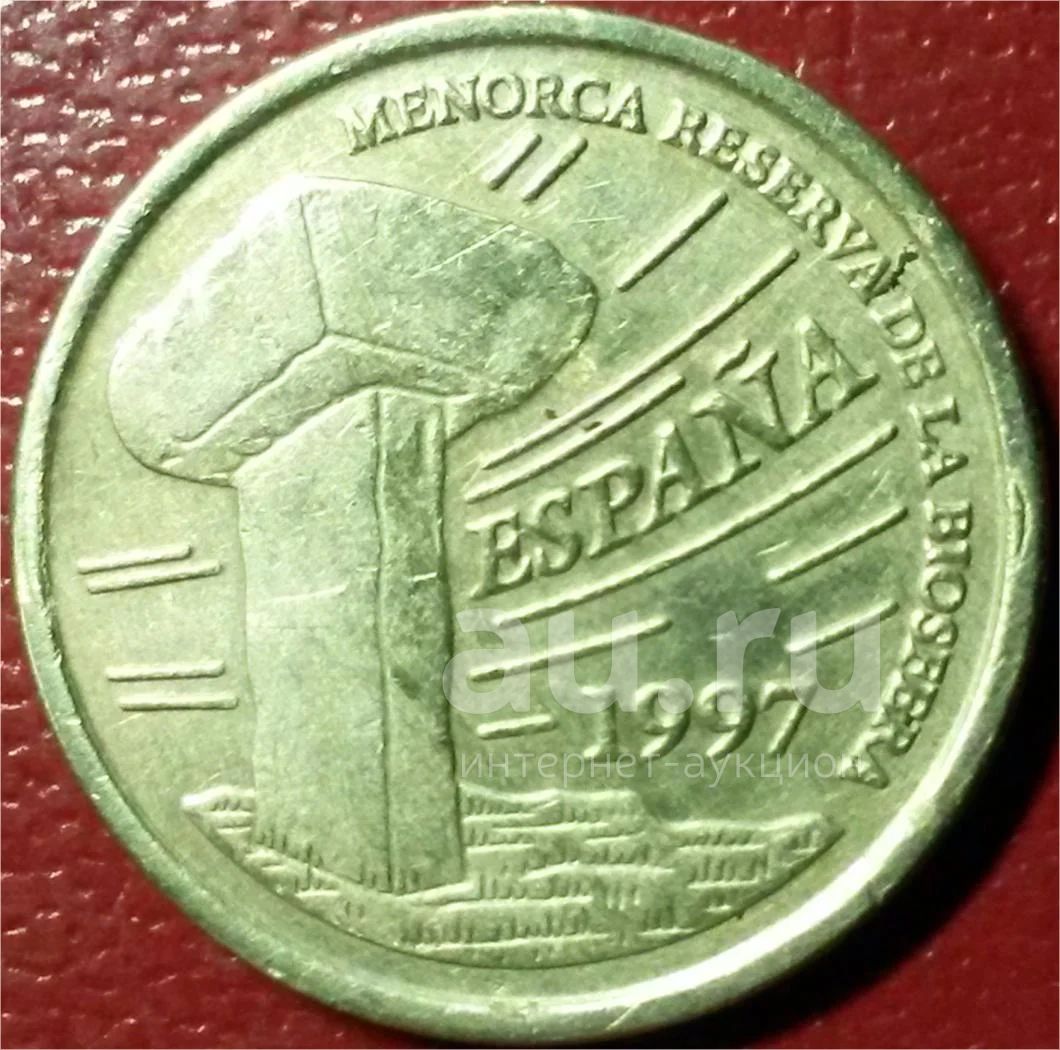 MENORCA RESERVA DE LA BIOSFERA
ESPAÑA
1997
au.ru
интернет-аукцион